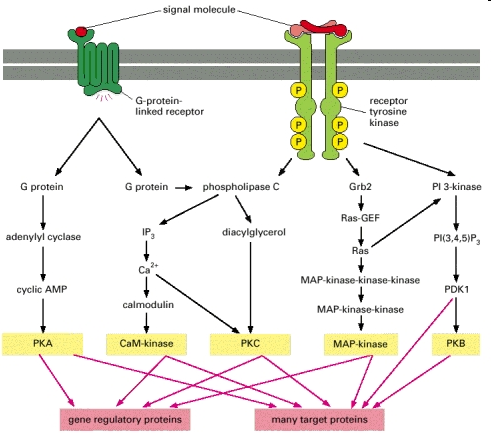 signal molecule
P P
G-protein-
linked receptor
receptor
tyrosine
kinase
P P
P P
G protein
G protein
phospholipase C
Grb2
PI 3-kinase
Ras-GEF
adenylyl cyclase
IP3
diacylglycerol
PI(3,4,5)P3
Ras
Ca2+
MAP-kinase-kinase-kinase
cyclic AMP
PDK1
calmodulin
MAP-kinase-kinase
PKA
CaM-kinase
PKC
MAP-kinase
PKB
gene regulatory proteins
many target proteins